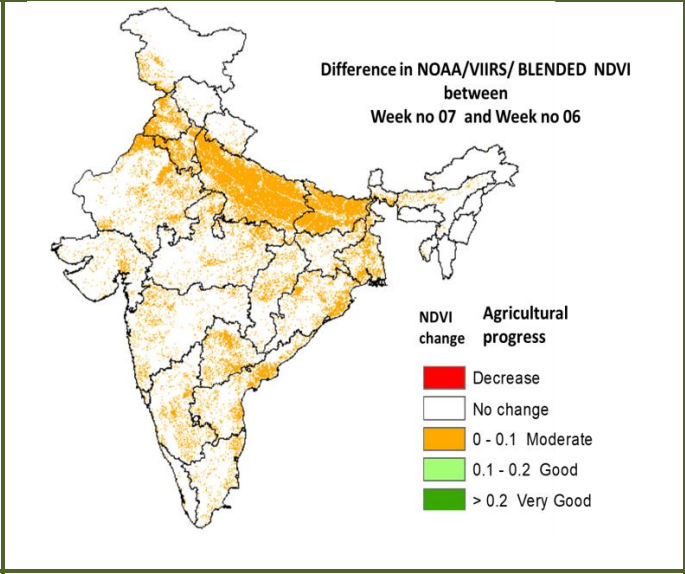 Difference in NOAA/VIIRS/ BLENDED NDVI
between
Week no 07 and Week no 06
NDVI
change
Agricultural
progress
Decrease
No change
0 - 0.1 Moderate
0.1 - 0.2 Good
> 0.2 Very Good